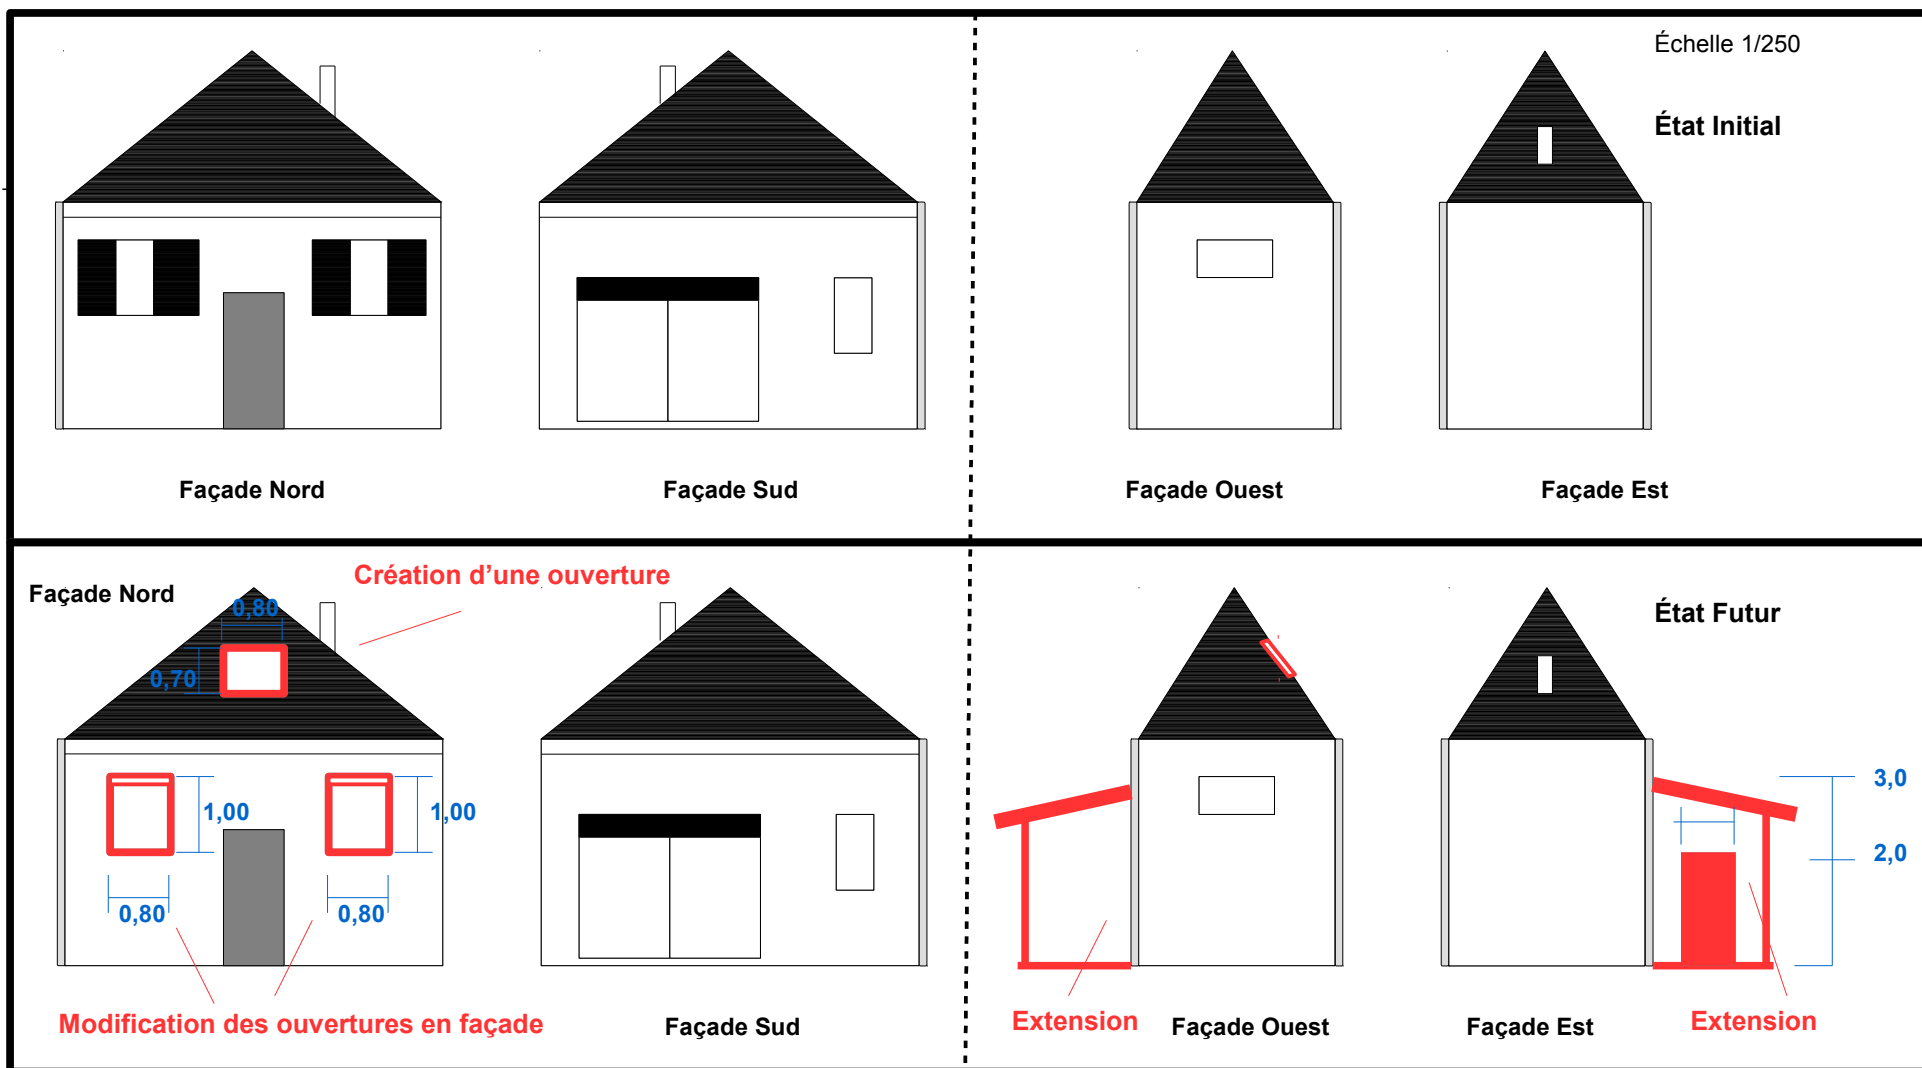 Échelle 1/250
État Initial
Façade Nord
Façade Sud
Façade Ouest
Façade Est
Création d’une ouverture
Façade Nord
0,80
0,70
État Futur
1,00
1,00
0,80
0,80
3,0
2,0
Modification des ouvertures en façade
Façade Sud
Extension
Façade Ouest
Façade Est
Extension